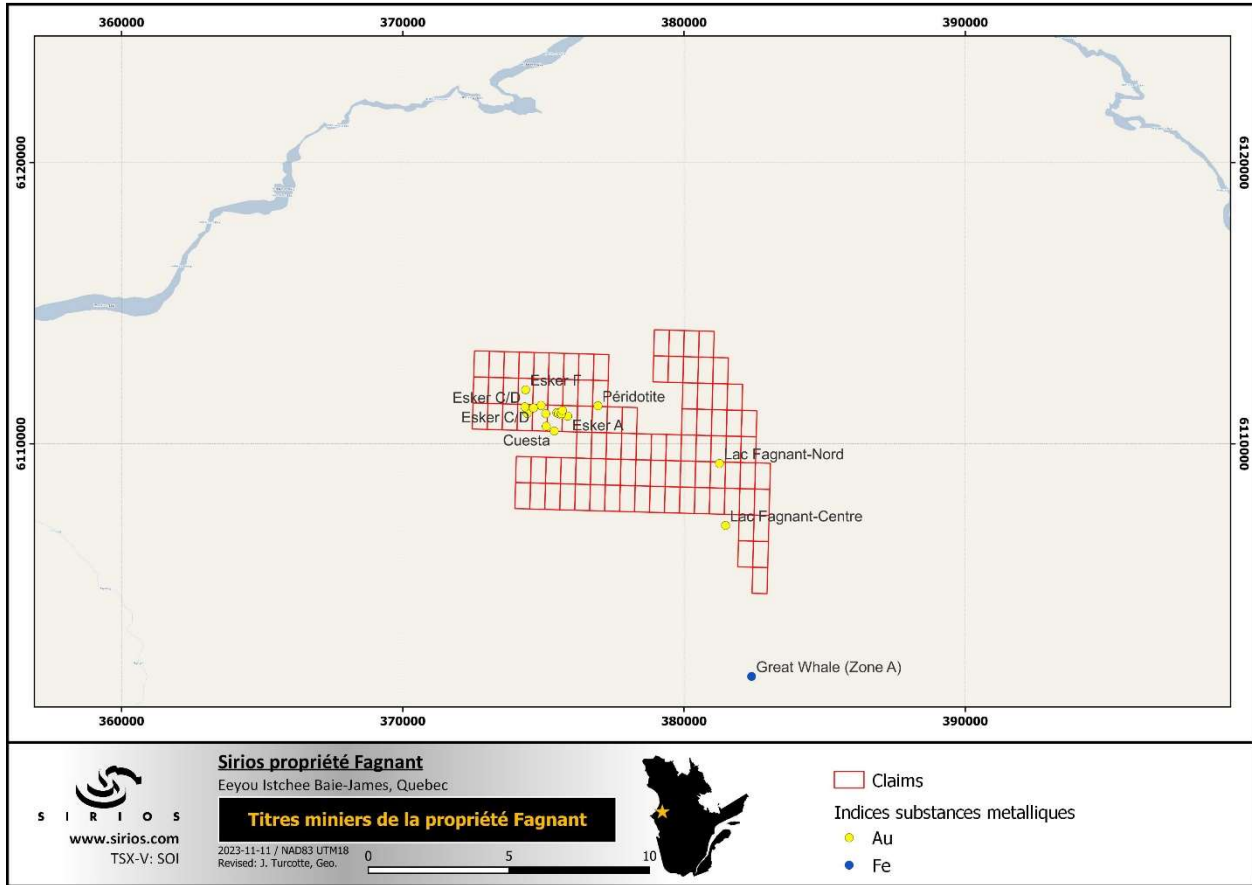 360000 370000 380000 390000
6120000 6120000
Esker F
Esker C/D Péridotite
Esker C/D Esker A
Cuesta
6110000 6110000
Lac Fagnant-Nord
Lac Fagnant-Centre
Great Whale (Zone A)
360000 370000 380000 390000
SIRIOS
www.sirios.com
TSX-V: SOI
Sirios propriété Fagnant
Eeyou Istchee Baie-James, Quebec
Titres miniers de la propriété Fagnant
2023-11-11 / NAD83 UTM18
Revised: J. Turcotte, Geo.
0 5 10
Claims
Indices substances metalliques
Au
Fe